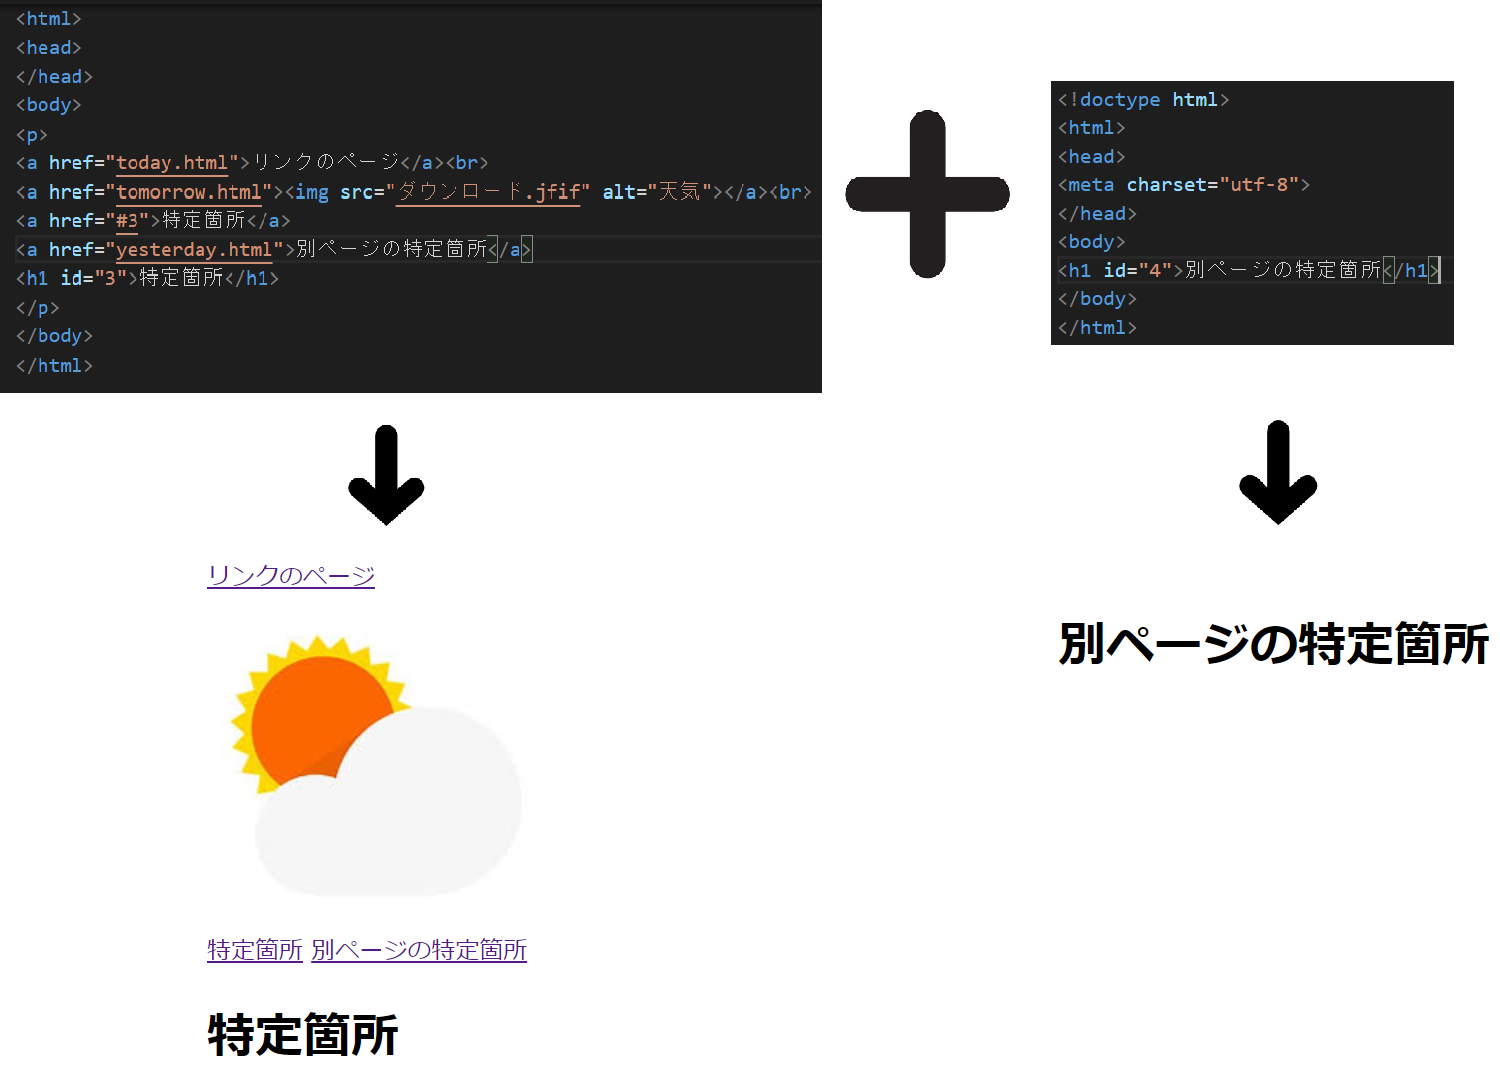 <html>
<head>
</head>
<body>
<p>
<a href="today.html">リンクのページ</a><br>
<a href="tomorrow.html"><img src="ダウンロード.jfif" alt="天気"></a><br>
<a href="#3">特定箇所</a>
<a href="yesterday.html">別ページの特定箇所</a>
<h1 id="3">特定箇所</h1>
</p>
</body>
</html>
<!doctype html>
<html>
<head>
<meta charset="utf-8">
</head>
<body>
<h1 id="4">別ページの特定箇所</h1>
</body>
</html>
リンクのページ
特定箇所 別ページの特定箇所
特定箇所
別ページの特定箇所